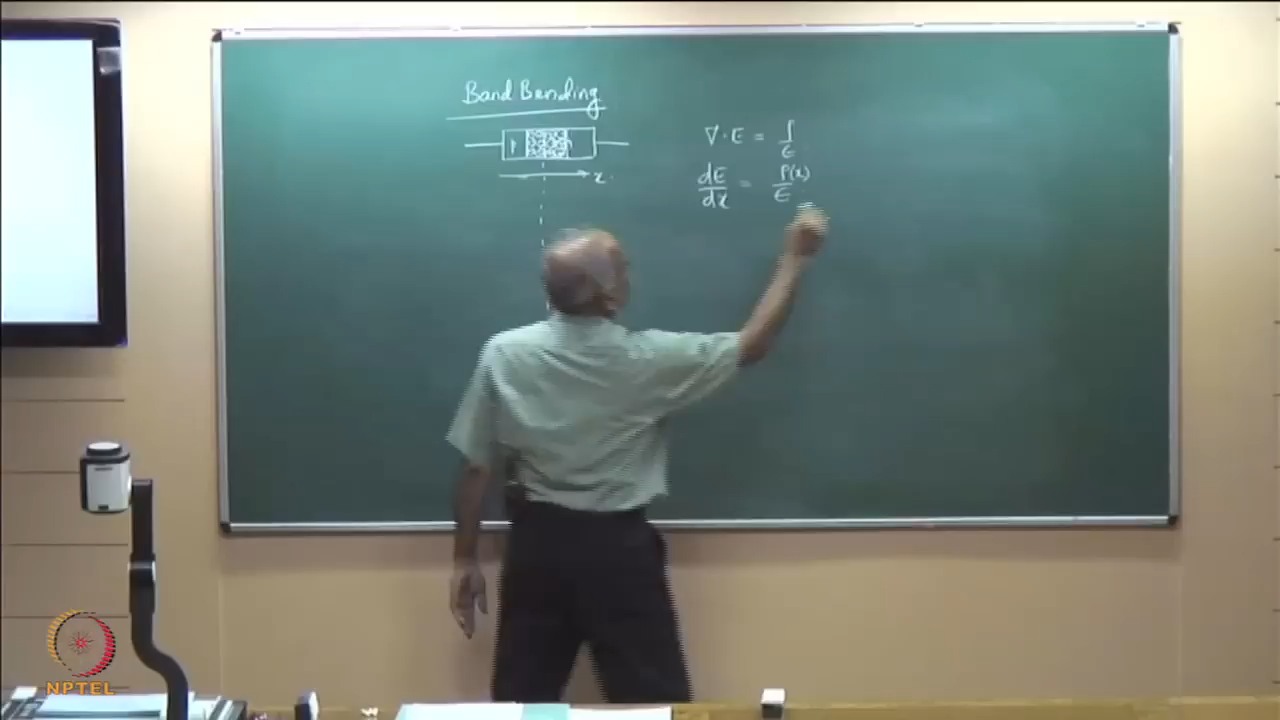 Band Bending
p
x
∇ · E = ρ/ε
dE/dx = ρ(x)/ε
NPTEL